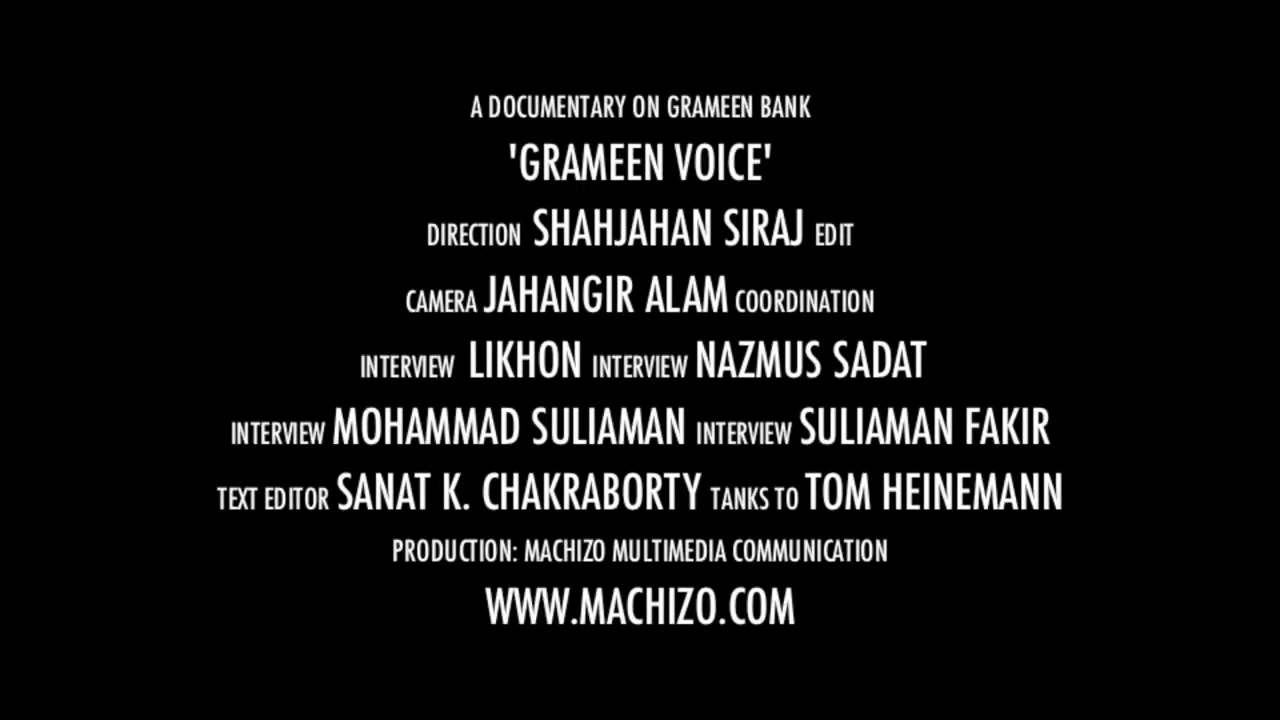 A DOCUMENTARY ON GRAMEEN BANK
'GRAMEEN VOICE'
DIRECTION SHAHJAHAN SIRAJ EDIT
CAMERA JAHANGIR ALAM COORDINATION
INTERVIEW LIKHON INTERVIEW NAZMUS SADAT
INTERVIEW MOHAMMAD SULIAMAN INTERVIEW SULIAMAN FAKIR
TEXT EDITOR SANAT K. CHAKRABORTY TANKS TO TOM HEINEMANN
PRODUCTION: MACHIZO MULTIMEDIA COMMUNICATION
WWW.MACHIZO.COM